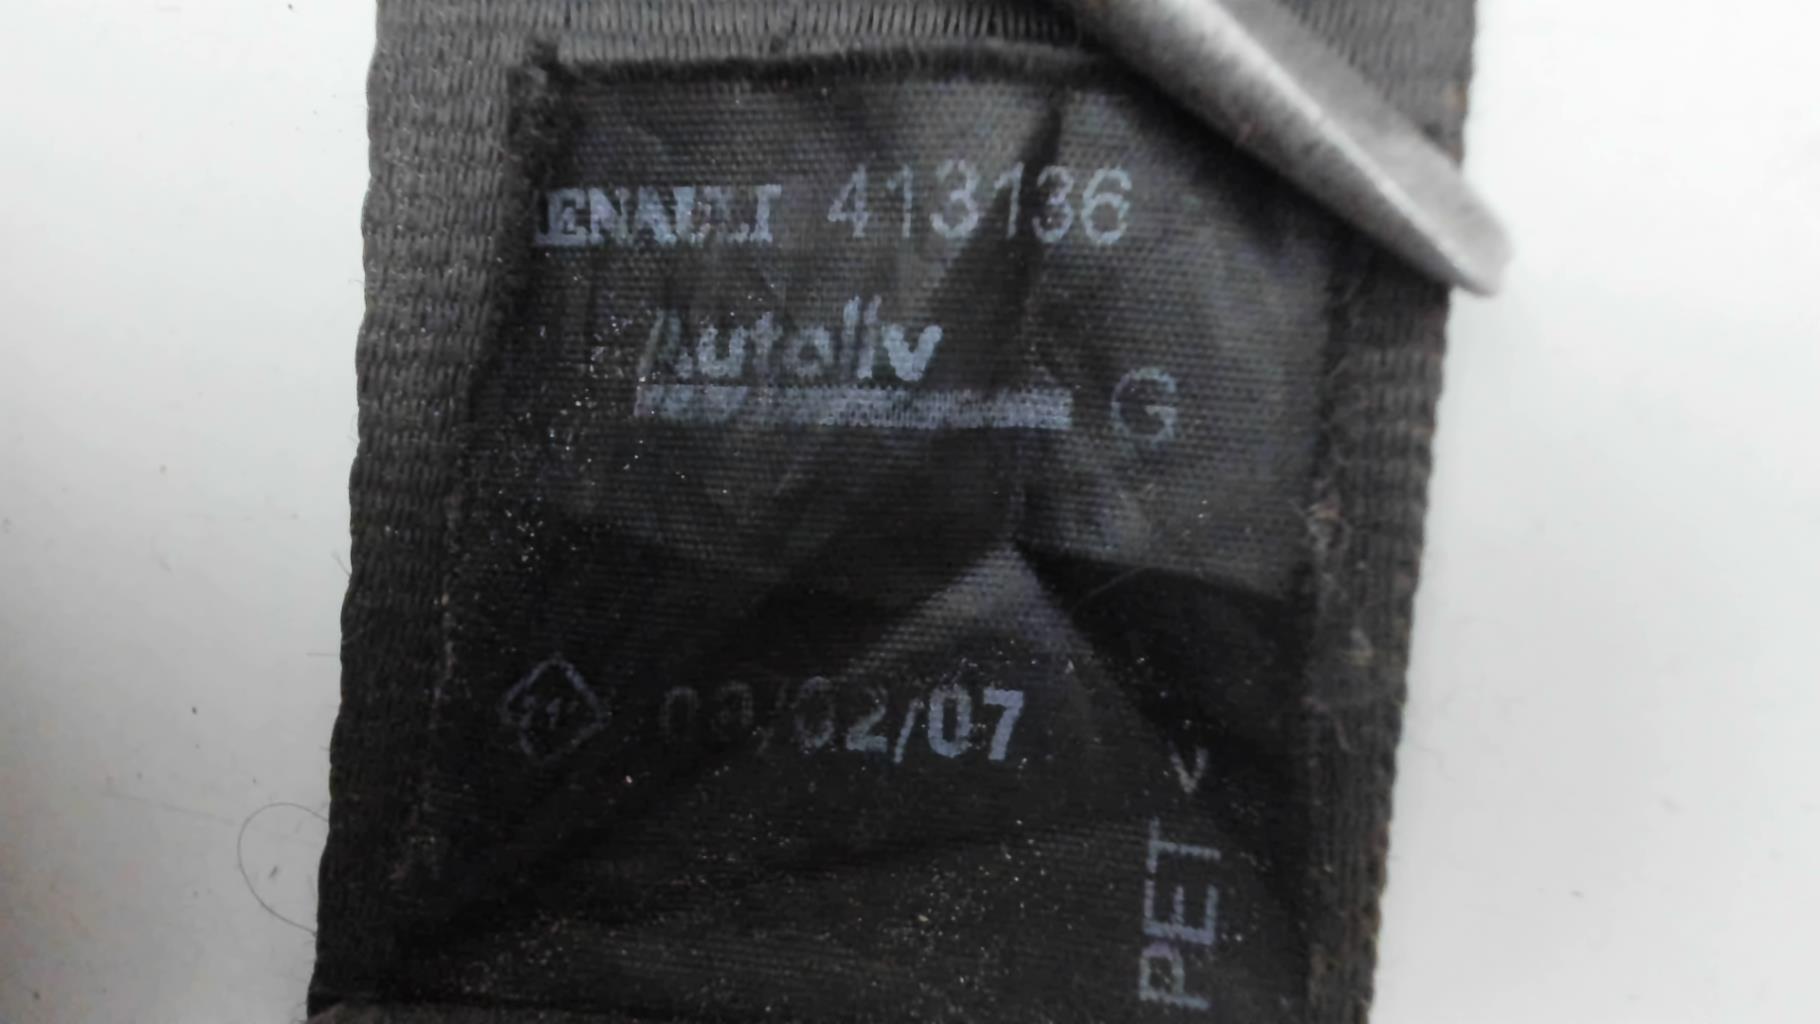 RENAULT 413136
Autoliv
G
/02/07
PET <